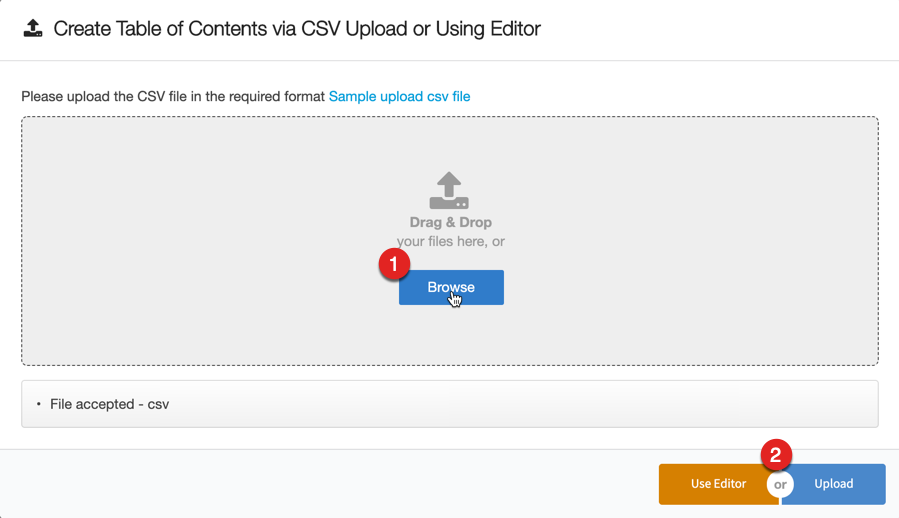 Create Table of Contents via CSV Upload or Using Editor
Please upload the CSV file in the required format Sample upload csv file
Drag & Drop
your files here, or
1
Browse
• File accepted - csv
2
Use Editor or Upload